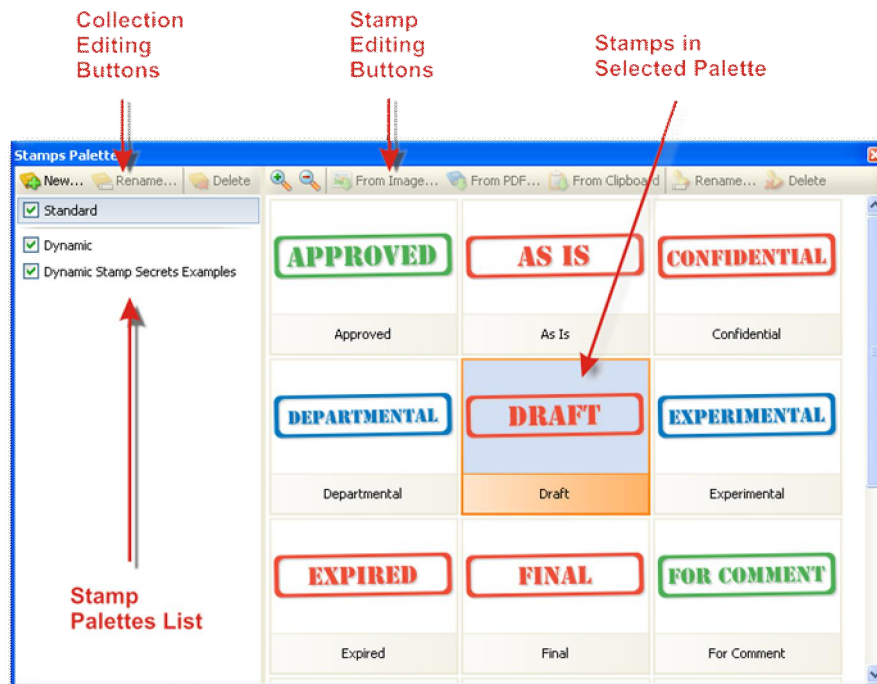 Collection
Editing
Buttons
Stamp
Editing
Buttons
Stamps in
Selected Palette
Stamps Palette
New... Rename... Delete From Image... From PDF... From Clipboard Rename... Delete
Standard
Dynamic
Dynamic Stamp Secrets Examples
APPROVED AS IS CONFIDENTIAL
Approved As Is Confidential
DEPARTMENTAL DRAFT EXPERIMENTAL
Departmental Draft Experimental
EXPIRED FINAL FOR COMMENT
Expired Final For Comment
Stamp
Palettes List